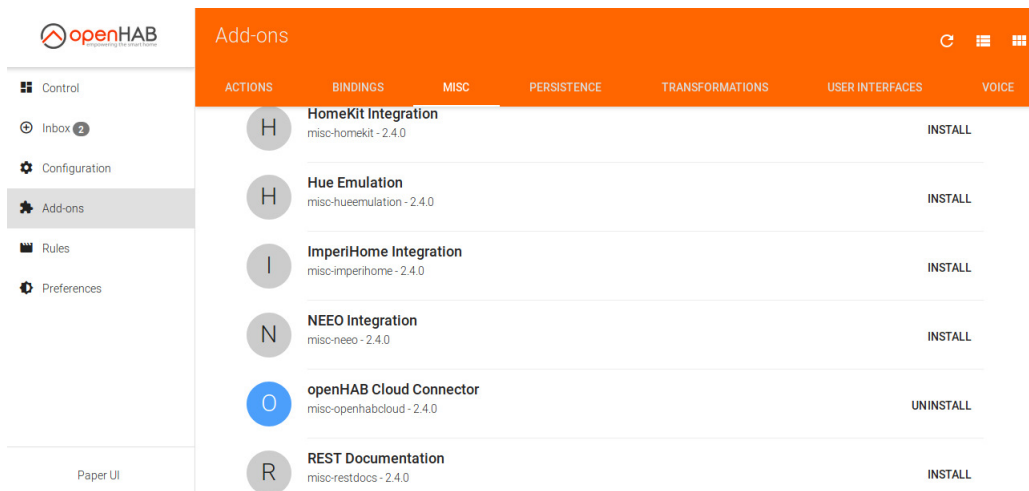 openHAB
empowering the smart home
Add-ons
Control
Inbox 2
Configuration
Add-ons
Rules
Preferences
Paper UI
ACTIONS BINDINGS MISC PERSISTENCE TRANSFORMATIONS USER INTERFACES VOICE
H HomeKit Integration
misc-homekit - 2.4.0
INSTALL
H Hue Emulation
misc-hueemulation - 2.4.0
INSTALL
I ImperiHome Integration
misc-imperihome - 2.4.0
INSTALL
N NEEO Integration
misc-neeo - 2.4.0
INSTALL
O openHAB Cloud Connector
misc-openhabcloud - 2.4.0
UNINSTALL
R REST Documentation
misc-restdocs - 2.4.0
INSTALL